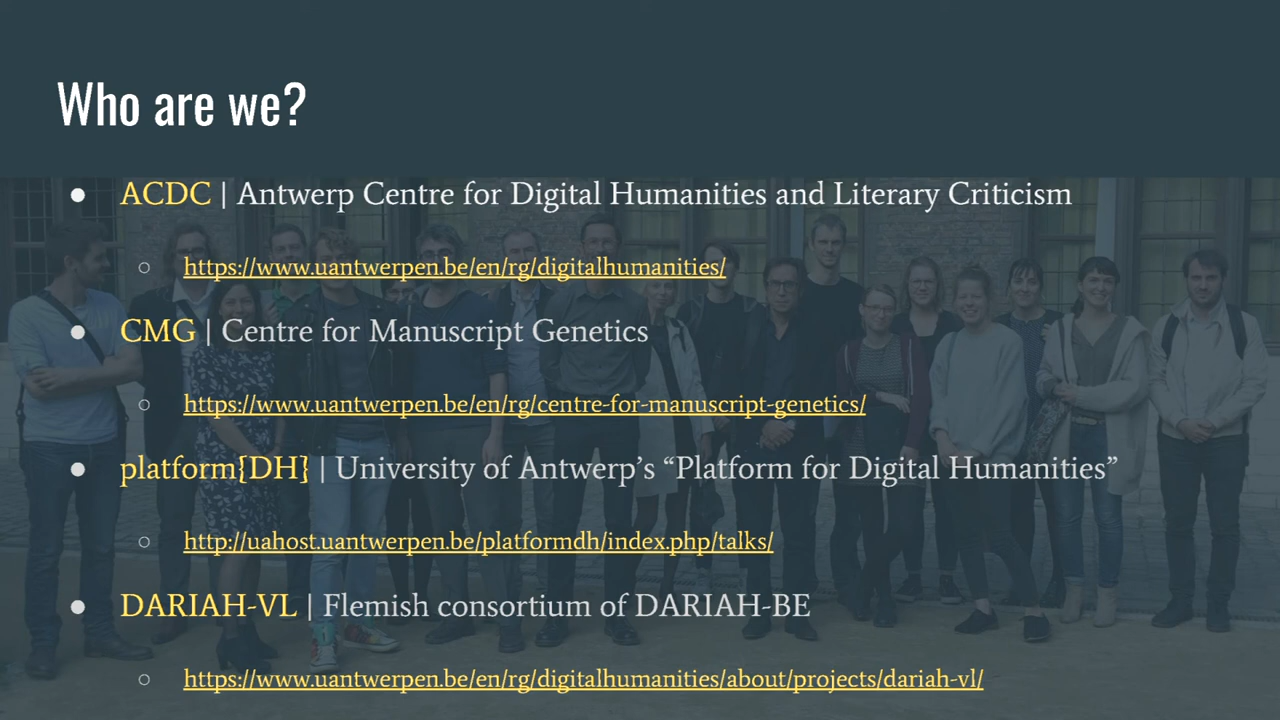 Who are we?
● ACDC | Antwerp Centre for Digital Humanities and Literary Criticism
○ https://www.uantwerpen.be/en/rg/digitalhumanities/
● CMG | Centre for Manuscript Genetics
○ https://www.uantwerpen.be/en/rg/centre-for-manuscript-genetics/
● platform{DH} | University of Antwerp’s “Platform for Digital Humanities”
○ http://uahost.uantwerpen.be/platformdh/index.php/talks/
● DARIAH-VL | Flemish consortium of DARIAH-BE
○ https://www.uantwerpen.be/en/rg/digitalhumanities/about/projects/dariah-vl/